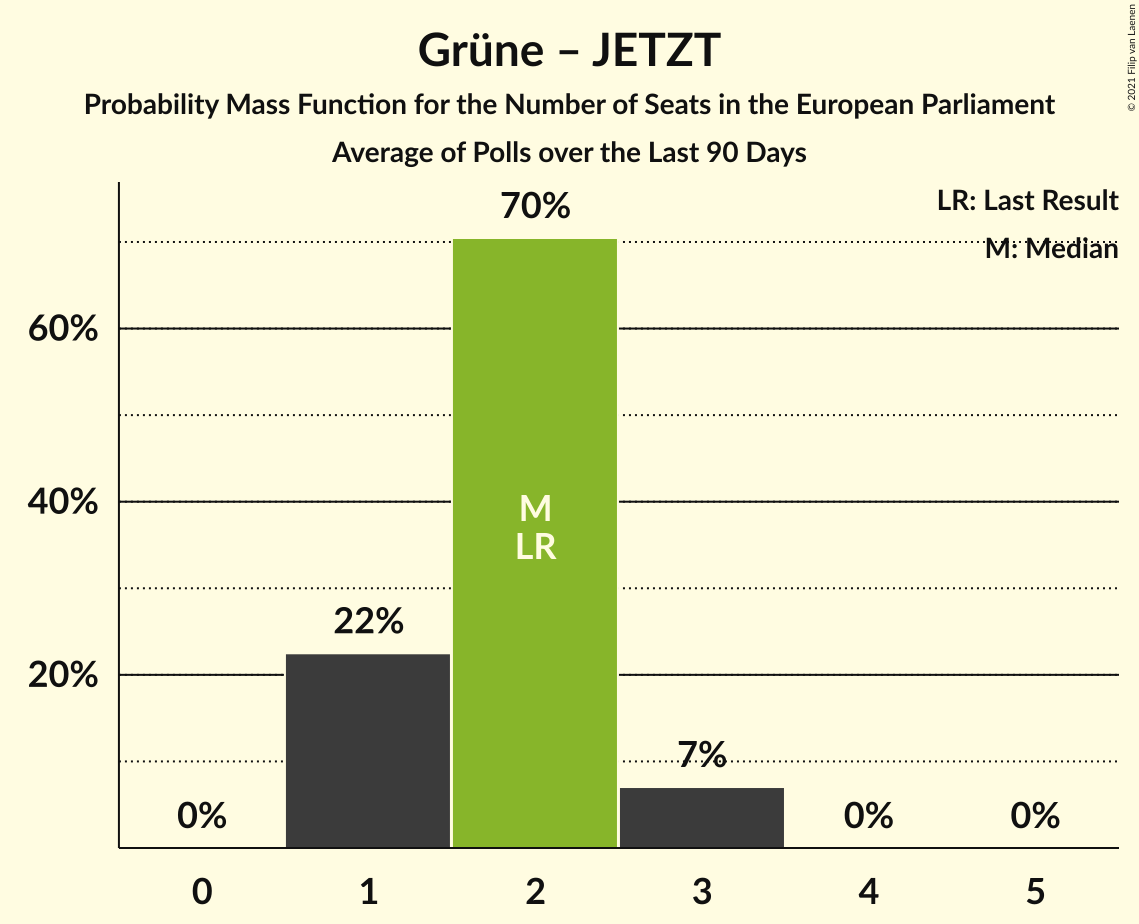 Grüne – JETZT
Probability Mass Function for the Number of Seats in the European Parliament
Average of Polls over the Last 90 Days
© 2021 Filip van Laenen
LR: Last Result
M: Median
70%
60%
40%
M
LR
22%
20%
7%
0%
0%
0%
0 1 2 3 4 5